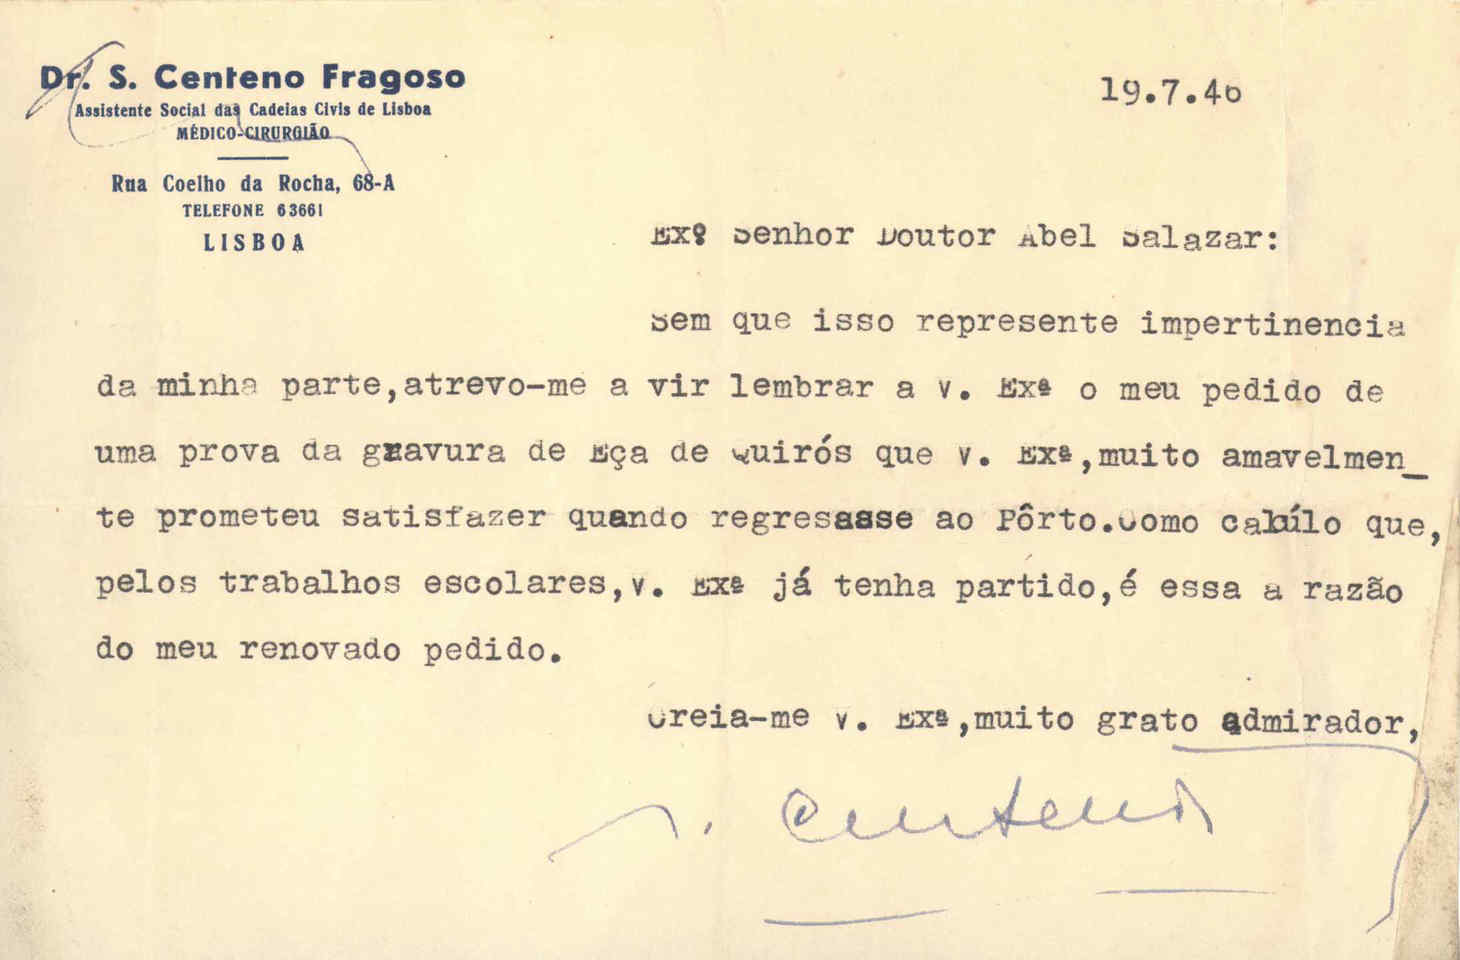 Dr. S. Centeno Fragoso
Assistente Social das Cadeias Civis de Lisboa
MÉDICO-CIRURGIÃO
Rua Coelho da Rocha, 68-A
TELEFONE 63661
LISBOA
19.7.46
Exº Senhor Doutor Abel Salazar:
Sem que isso represente impertinencia
da minha parte,atrevo-me a vir lembrar a V. Exª o meu pedido de
uma prova da gravura de Eça de Quirós que V. Exª,muito amavelmen_
te prometeu satisfazer quando regressasse ao Pôrto.Como calúlo que,
pelos trabalhos escolares,V. Exª já tenha partido,é essa a razão
do meu renovado pedido.
Creia-me V. Exª,muito grato admirador,
S. Centeno